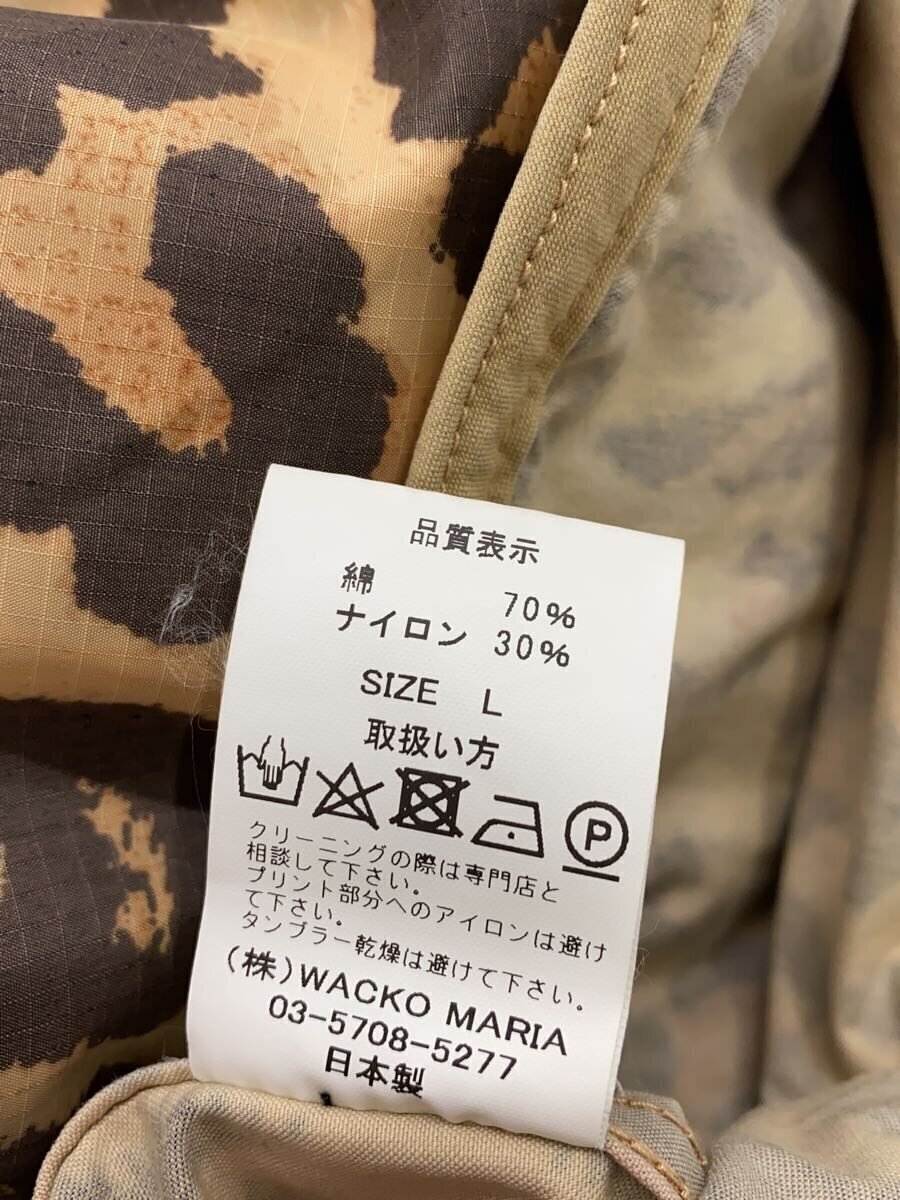 品質表示
綿 70%
ナイロン 30%
SIZE L
取扱い方
P
クリーニングの際は専門店と
相談して下さい。
プリント部分へのアイロンは避け
て下さい。
タンブラー乾燥は避けて下さい。
(株)WACKO MARIA
03-5708-5277
日本製